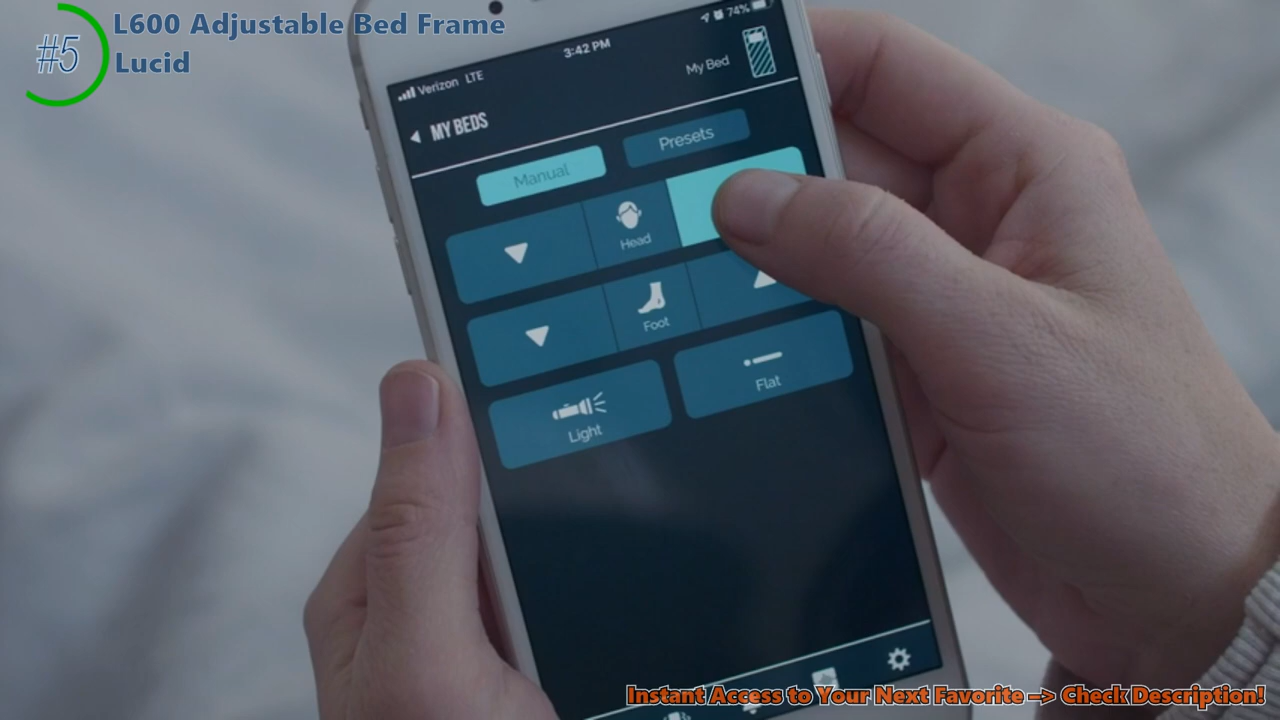 #5
L600 Adjustable Bed Frame
Lucid
Verizon LTE
3:42 PM
74%
My Bed
MY BEDS
Manual
Presets
Head
Foot
Light
Flat
Instant Access to Your Next Favorite --> Check Description!